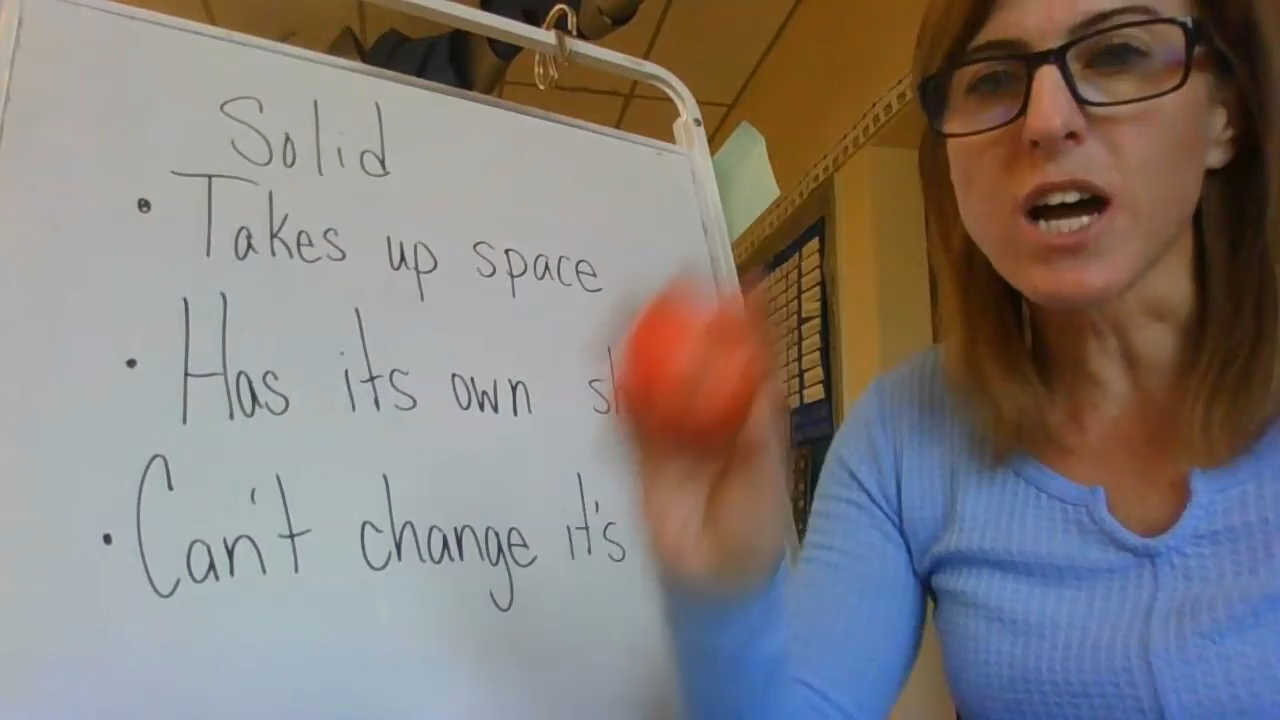 Solid
• Takes up space
• Has its own
• Can't change it's